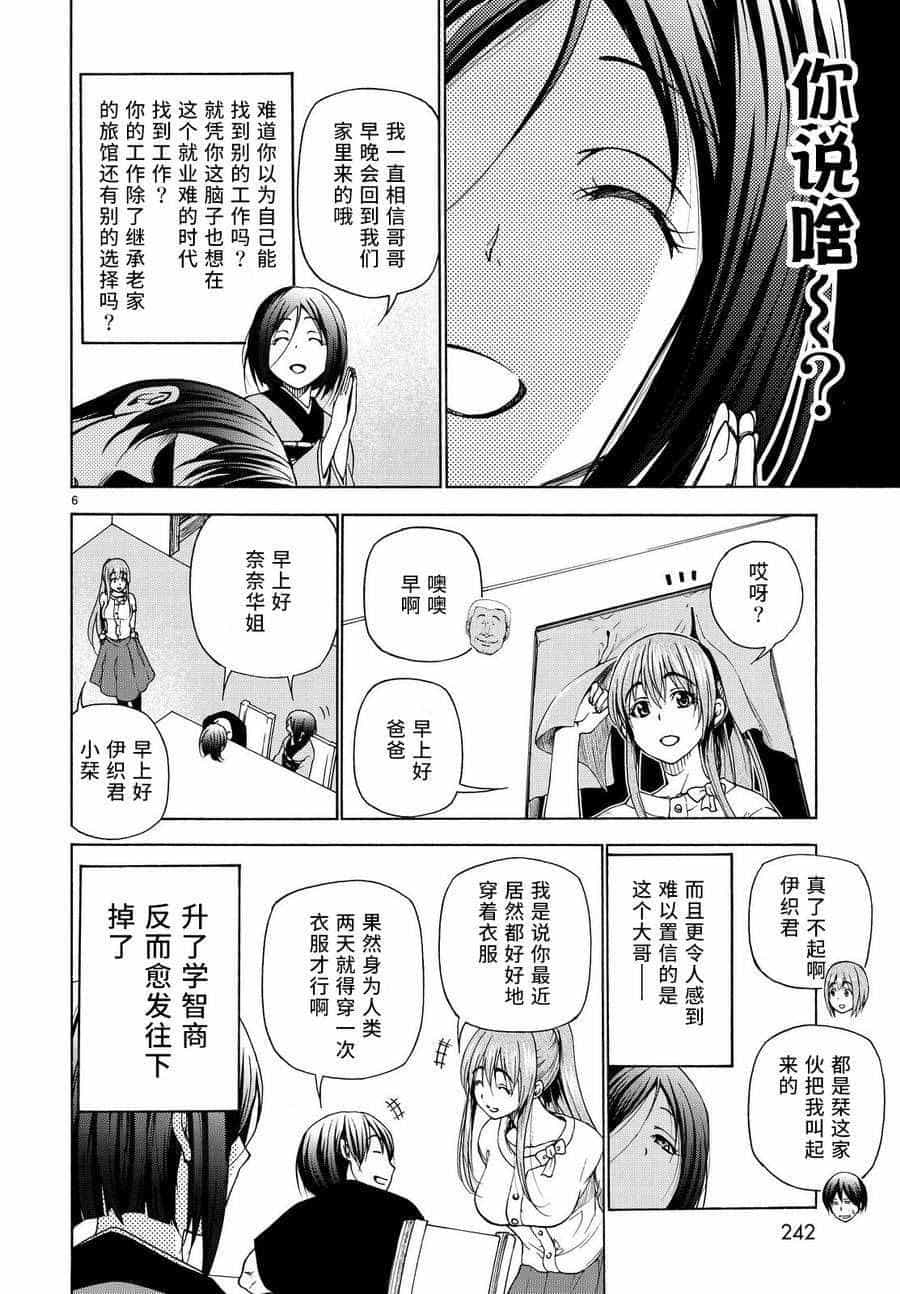 你说啥～～？
我一直相信哥哥
早晚会回到我们
家里来的哦
难道你以为自己能
找到别的工作吗？
就凭你这脑子也想在
这个就业难的时代
找到工作？
你的工作除了继承老家
的旅馆还有别的选择吗？
6
哎呀？
噢噢
早啊
早上好
爸爸
早上好
奈奈华姐
早上好
伊织君
小栞
真了不起啊
伊织君
都是栞这家
伙把我叫起
来的
而且更令人感到
难以置信的是
这个大哥——
我是说你最近
居然都好好地
穿着衣服
果然身为人类
两天就得穿一次
衣服才行啊
升了学智商
反而愈发往下
掉了
242